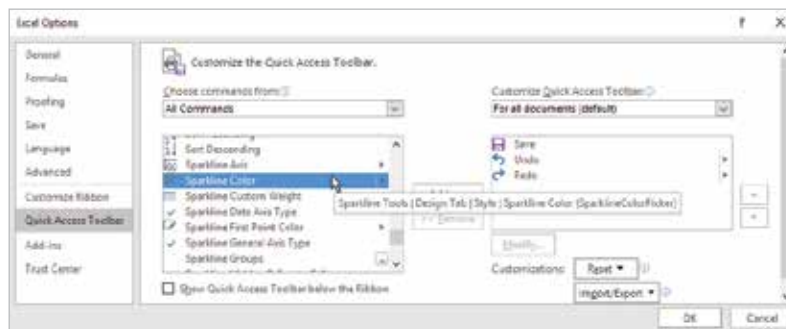 Excel Options
?
×
General
Formulas
Proofing
Save
Language
Advanced
Customize Ribbon
Quick Access Toolbar
Add-ins
Trust Center
Customize the Quick Access Toolbar.
Choose commands from:
All Commands
Sort Descending
Sparkline Axis
Sparkline Color
Sparkline Custom Weight
Sparkline Date Axis Type
Sparkline First Point Color
Sparkline General Axis Type
Sparkline Groups
Show Quick Access Toolbar below the Ribbon
Sparkline Tools | Design Tab | Style | Sparkline Color (SparklineColorPicker)
<< Remove
Customize Quick Access Toolbar:
For all documents (default)
Save
Undo
Redo
Modify...
Customizations:
Reset
Import/Export
OK
Cancel